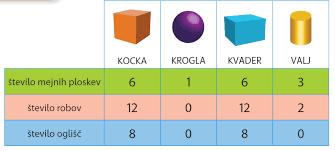 KOCKA KROGLA KVADER VALJ
število mejnih ploskev 6 1 6 3
število robov 12 0 12 2
število oglišč 8 0 8 0